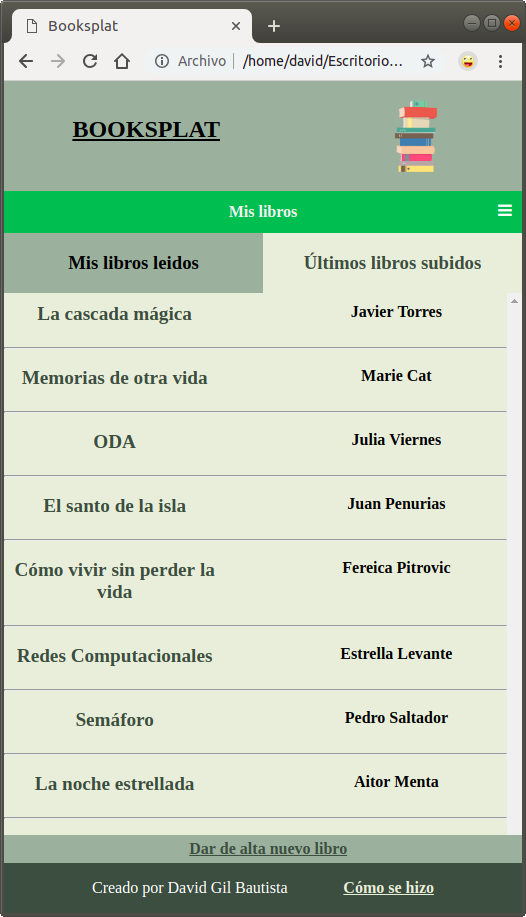 Booksplat
Archivo | /home/david/Escritorio...
BOOKSPLAT
Mis libros
Mis libros leidos
Últimos libros subidos
La cascada mágica
Javier Torres
Memorias de otra vida
Marie Cat
ODA
Julia Viernes
El santo de la isla
Juan Penurias
Cómo vivir sin perder la
vida
Fereica Pitrovic
Redes Computacionales
Estrella Levante
Semáforo
Pedro Saltador
La noche estrellada
Aitor Menta
Dar de alta nuevo libro
Creado por David Gil Bautista
Cómo se hizo